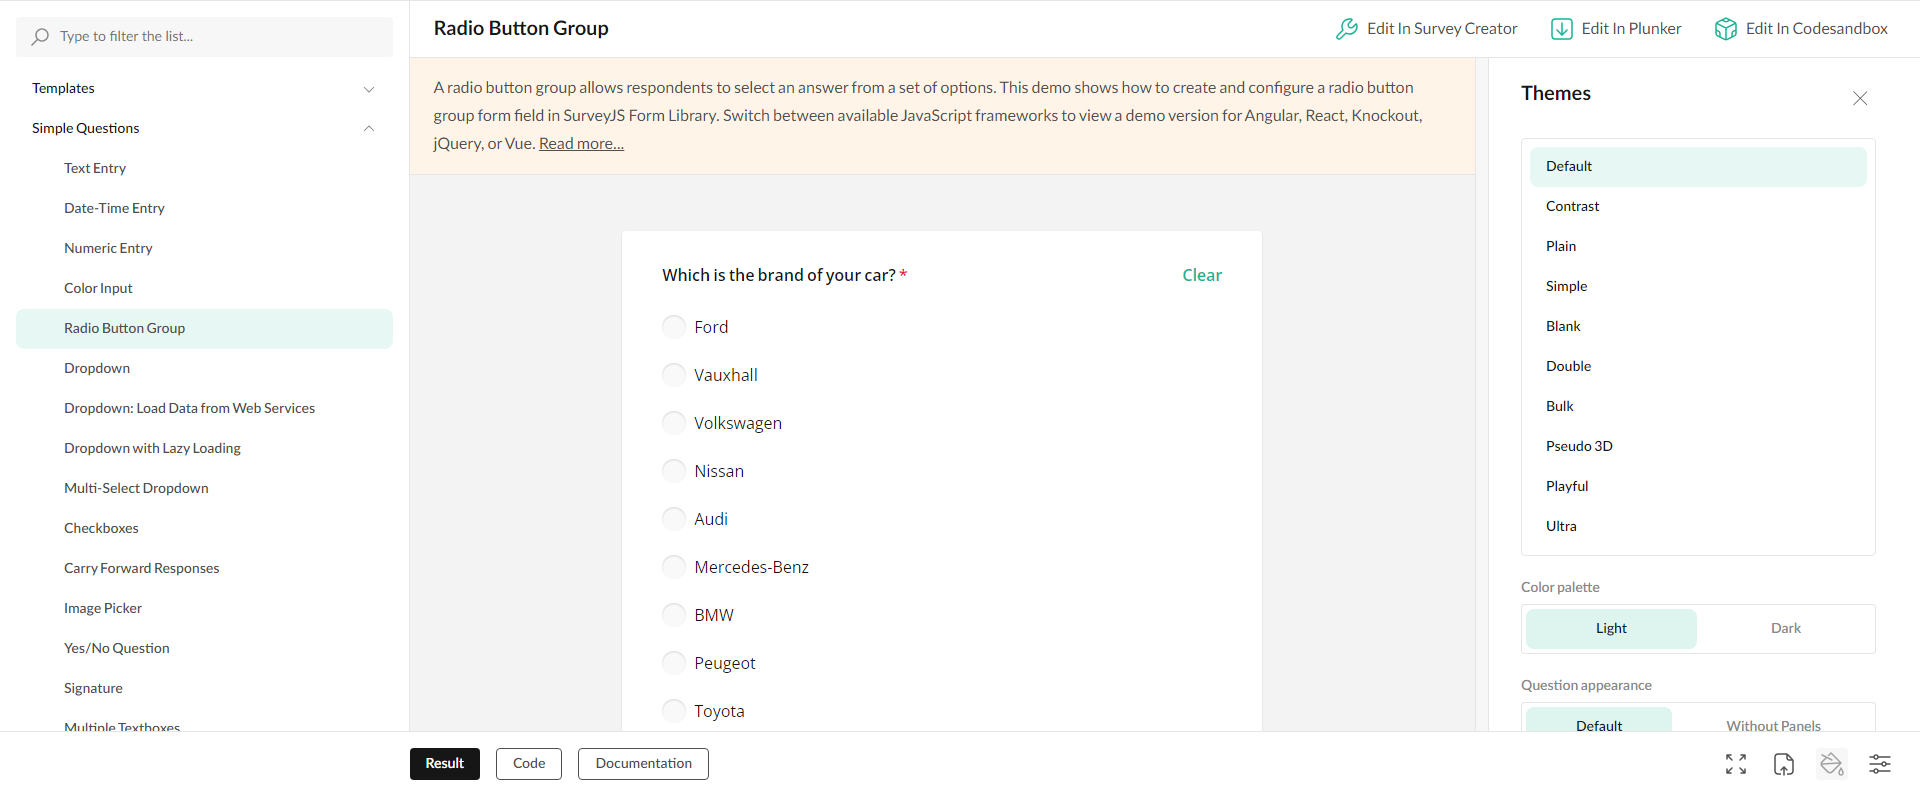 Type to filter the list...
Templates
Simple Questions
Text Entry
Date-Time Entry
Numeric Entry
Color Input
Radio Button Group
Dropdown
Dropdown: Load Data from Web Services
Dropdown with Lazy Loading
Multi-Select Dropdown
Checkboxes
Carry Forward Responses
Image Picker
Yes/No Question
Signature
Multiple Textboxes
Radio Button Group
Edit In Survey Creator
Edit In Plunker
Edit In Codesandbox
A radio button group allows respondents to select an answer from a set of options. This demo shows how to create and configure a radio button
group form field in SurveyJS Form Library. Switch between available JavaScript frameworks to view a demo version for Angular, React, Knockout,
jQuery, or Vue. Read more...
Which is the brand of your car? *
Clear
Ford
Vauxhall
Volkswagen
Nissan
Audi
Mercedes-Benz
BMW
Peugeot
Toyota
Themes
Default
Contrast
Plain
Simple
Blank
Double
Bulk
Pseudo 3D
Playful
Ultra
Color palette
Light
Dark
Question appearance
Default
Without Panels
Result
Code
Documentation